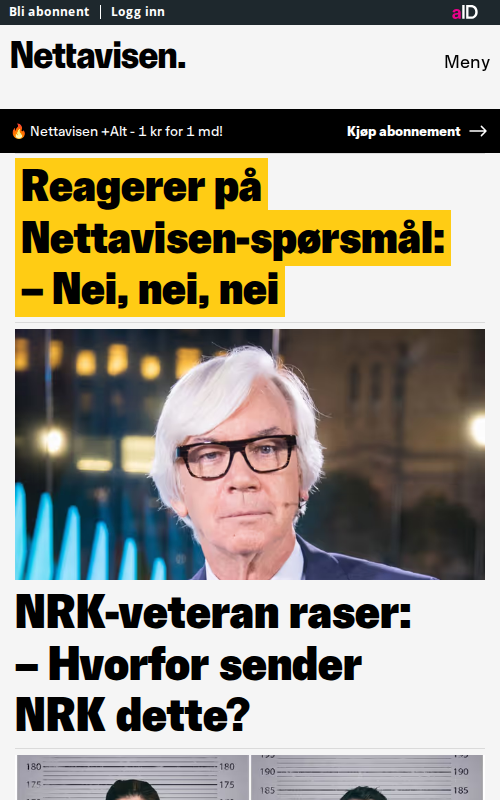 Bli abonnent | Logg inn
aID
Nettavisen.
Meny
🔥 Nettavisen +Alt - 1 kr for 1 md!
Kjøp abonnement →
Reagerer på
Nettavisen-spørsmål:
– Nei, nei, nei
NRK-veteran raser:
– Hvorfor sender
NRK dette?
180 180
175 175
195 195
190 190
185 185